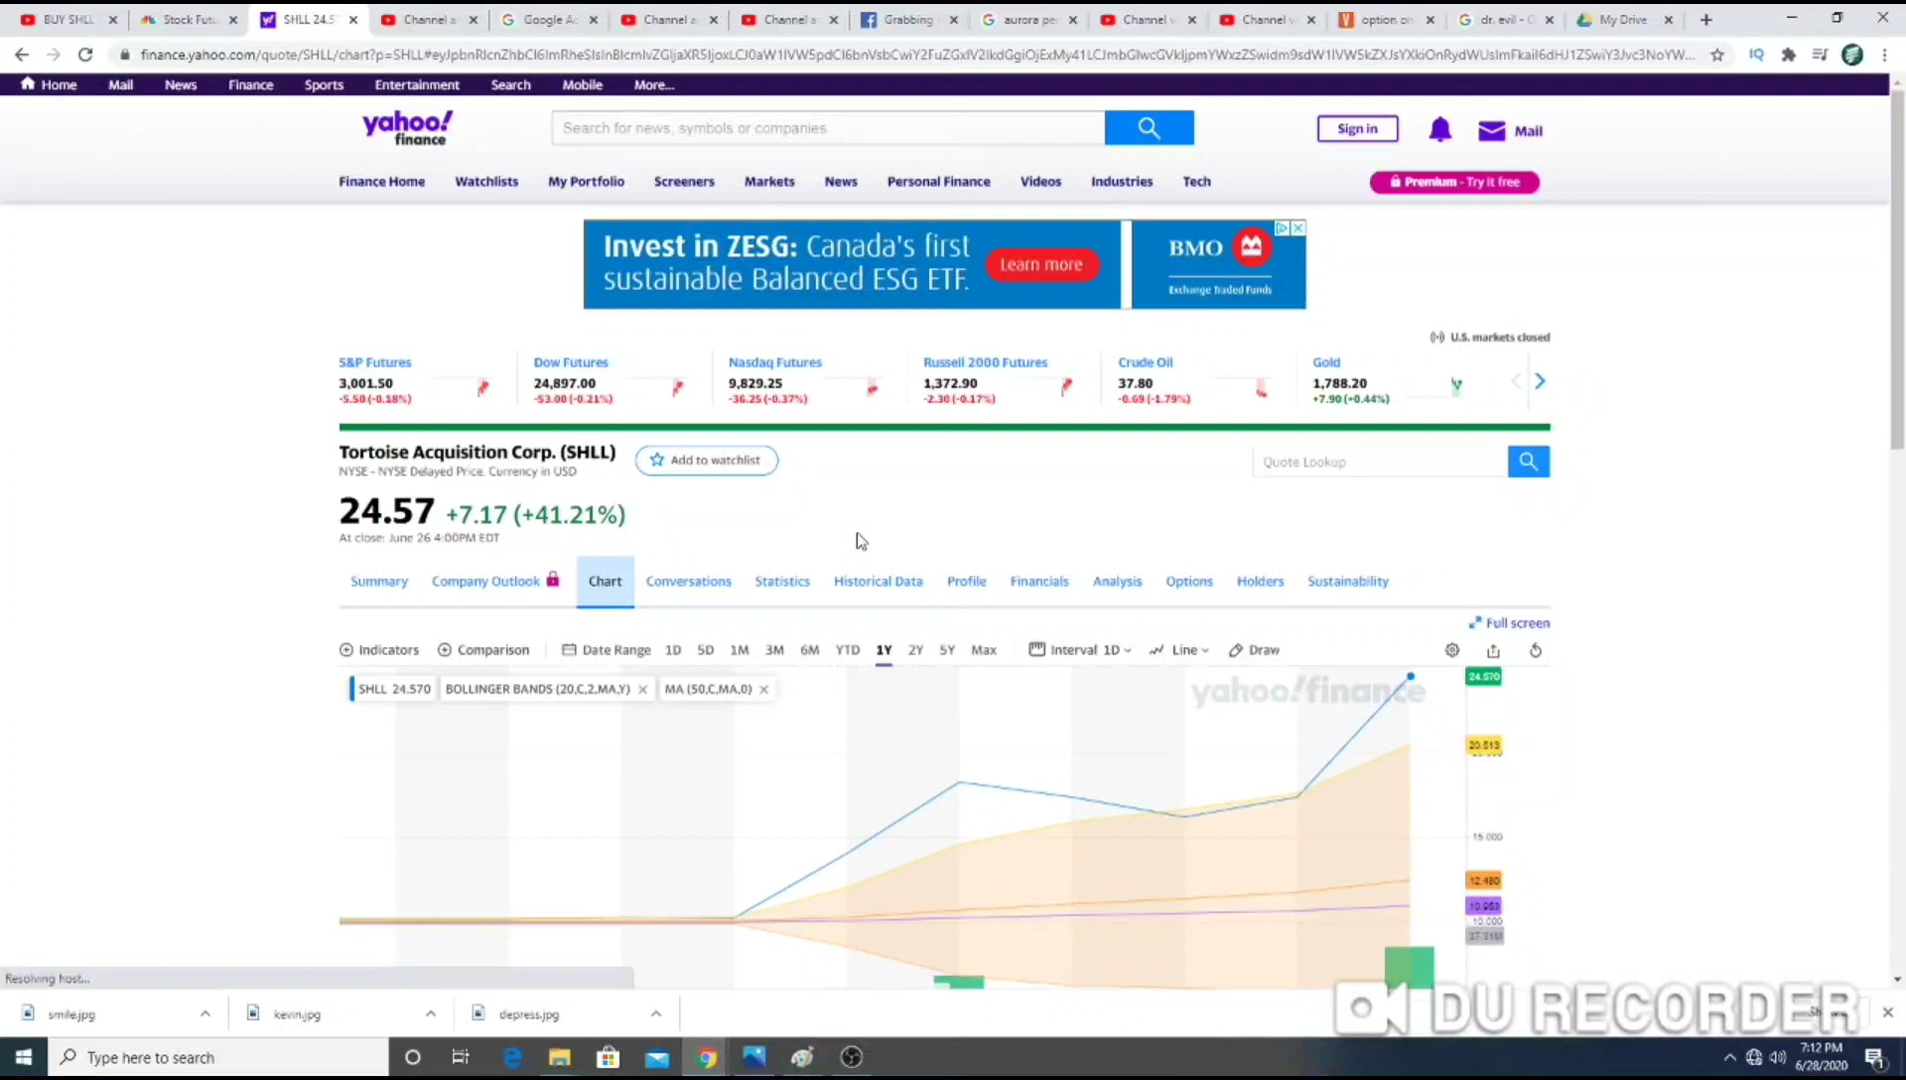 BUY SHLL
Stock Futu
SHLL 24.5
Channel a
Google Ac
Channel a
Channel a
Grabbing
aurora pe
Channel v
Channel v
option on
dr. evil - G
My Drive
Home
Mail
News
Finance
Sports
Entertainment
Search
Mobile
More...
yahoo!
finance
Search for news, symbols or companies
Sign in
Mail
Finance Home
Watchlists
My Portfolio
Screeners
Markets
News
Personal Finance
Videos
Industries
Tech
Premium - Try it free
Invest in ZESG: Canada's first
sustainable Balanced ESG ETF.
Learn more
BMO
Exchange Traded Funds
U.S. markets closed
S&P Futures
3,001.50
-5.50 (-0.18%)
Dow Futures
24,897.00
-53.00 (-0.21%)
Nasdaq Futures
9,829.25
-36.25 (-0.37%)
Russell 2000 Futures
1,372.90
-2.30 (-0.17%)
Crude Oil
37.80
-0.69 (-1.79%)
Gold
1,788.20
+7.90 (+0.44%)
Tortoise Acquisition Corp. (SHLL)
NYSE - NYSE Delayed Price. Currency in USD
Add to watchlist
Quote Lookup
24.57 +7.17 (+41.21%)
At close: June 26 4:00PM EDT
Summary
Company Outlook
Chart
Conversations
Statistics
Historical Data
Profile
Financials
Analysis
Options
Holders
Sustainability
Full screen
Indicators
Comparison
Date Range
1D
5D
1M
3M
6M
YTD
1Y
2Y
5Y
Max
Interval 1D
Line
Draw
SHLL 24.570
BOLLINGER BANDS (20,C,2,MA,Y)
MA (50,C,MA,0)
yahoo!finance
24.570
20.513
15.000
12.480
10.953
10.000
37.31M
Resolving host...
smile.jpg
kevin.jpg
depress.jpg
DU RECORDER
Type here to search
7:12 PM
6/28/2020